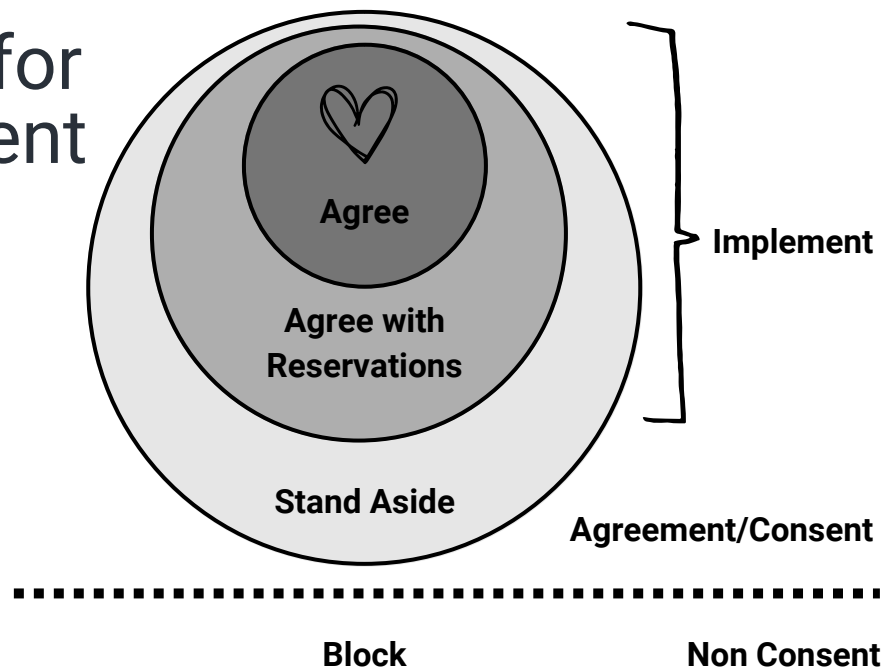 for
ent
Agree
Implement
Agree with
Reservations
Stand Aside
Agreement/Consent
Block
Non Consent